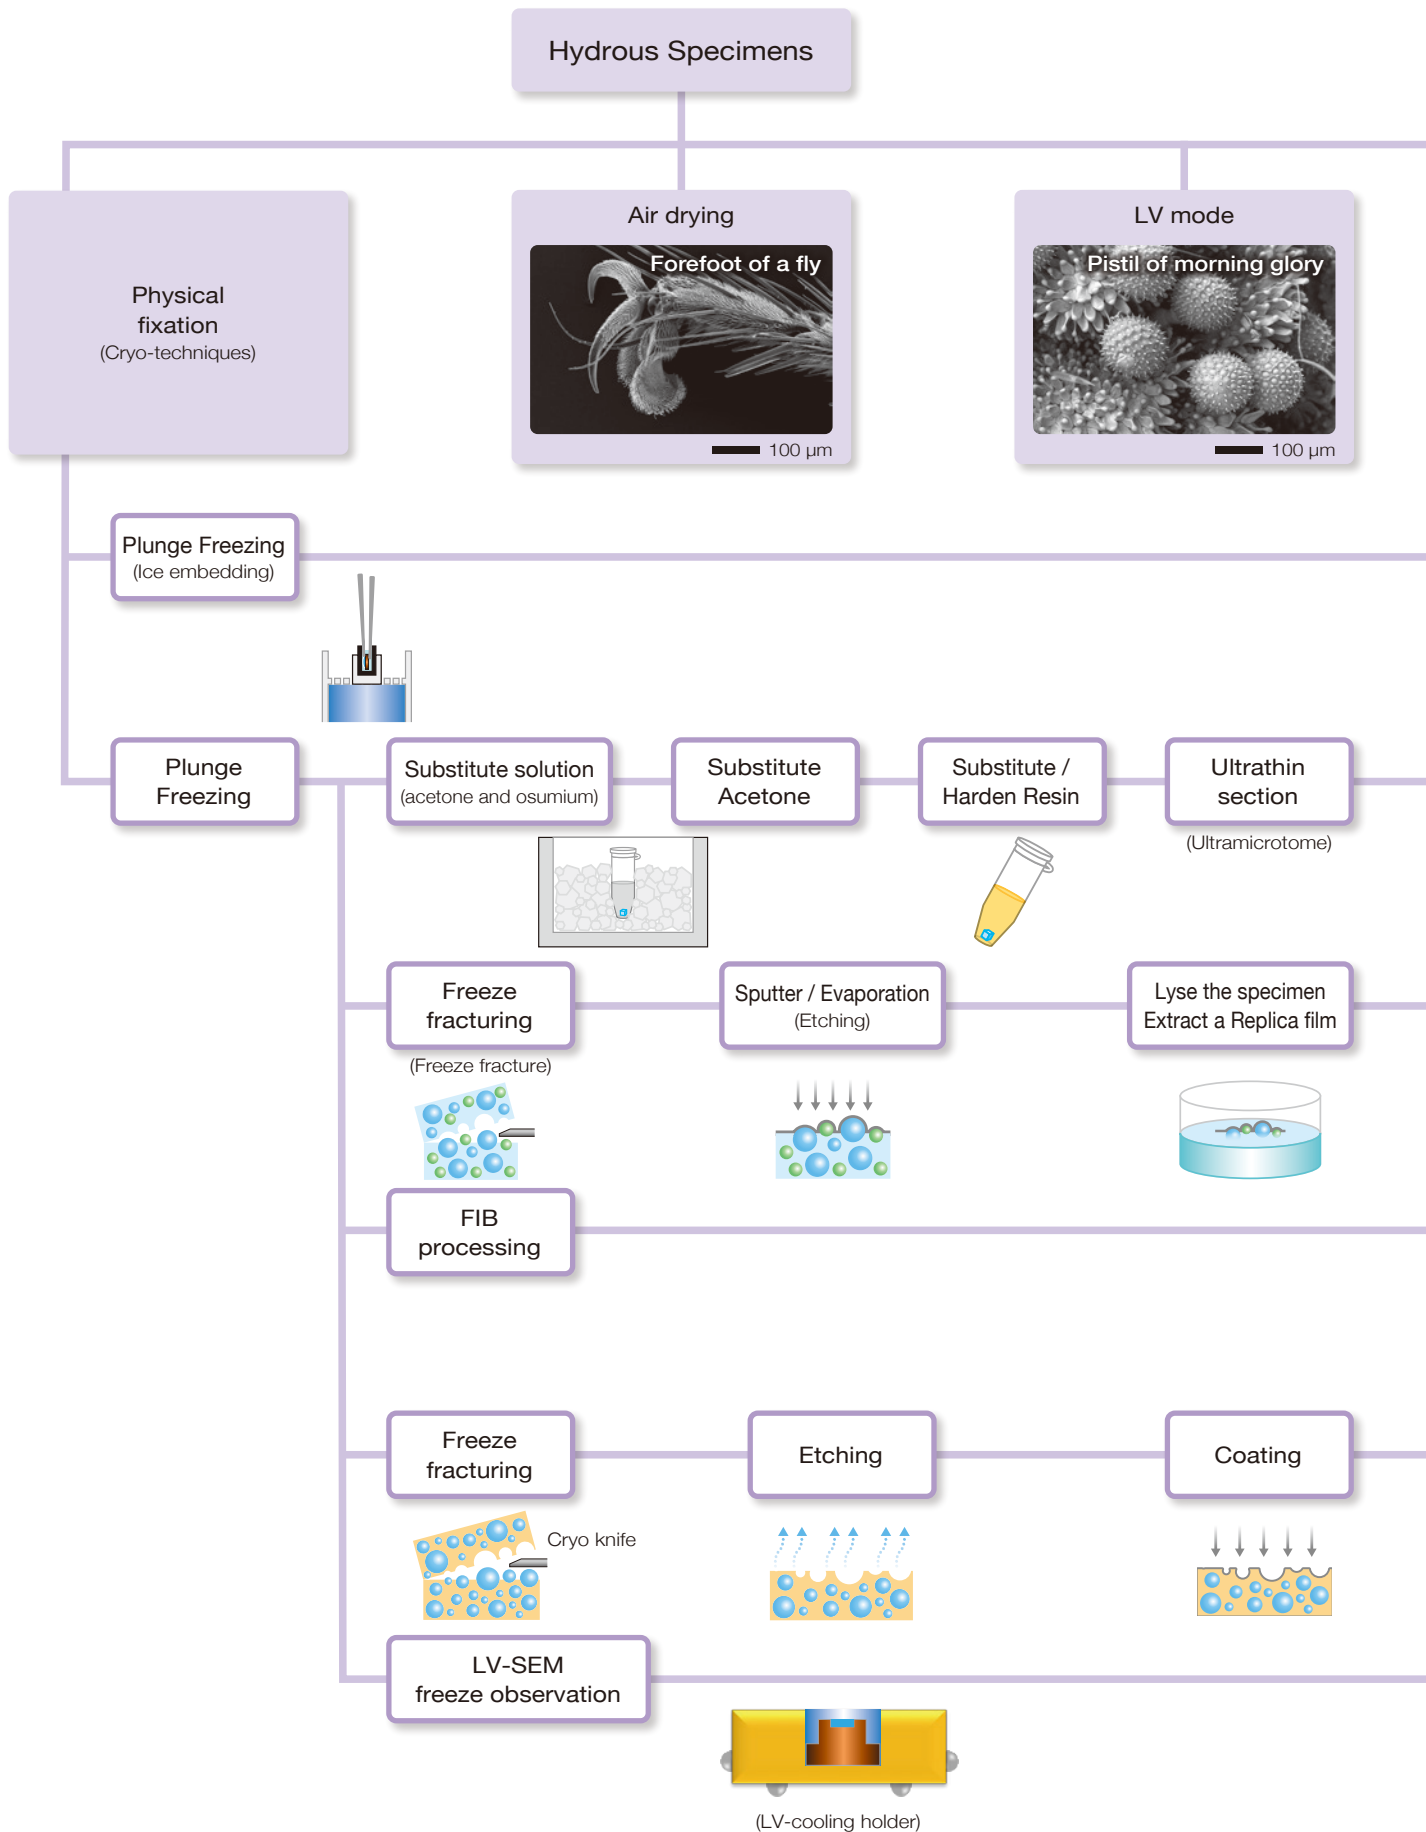 Hydrous Specimens
Physical
fixation
(Cryo-techniques)
Air drying
Forefoot of a fly
100 µm
LV mode
Pistil of morning glory
100 µm
Plunge Freezing
(Ice embedding)
Plunge
Freezing
Substitute solution
(acetone and osumium)
Substitute
Acetone
Substitute /
Harden Resin
Ultrathin
section
(Ultramicrotome)
Freeze
fracturing
(Freeze fracture)
Sputter / Evaporation
(Etching)
Lyse the specimen
Extract a Replica film
FIB
processing
Freeze
fracturing
Cryo knife
Etching
Coating
LV-SEM
freeze observation
(LV-cooling holder)